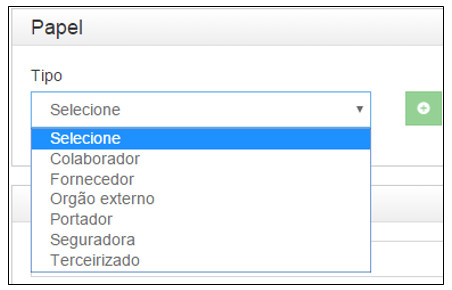 Papel
Tipo
Selecione
Selecione
Colaborador
Fornecedor
Orgão externo
Portador
Seguradora
Terceirizado